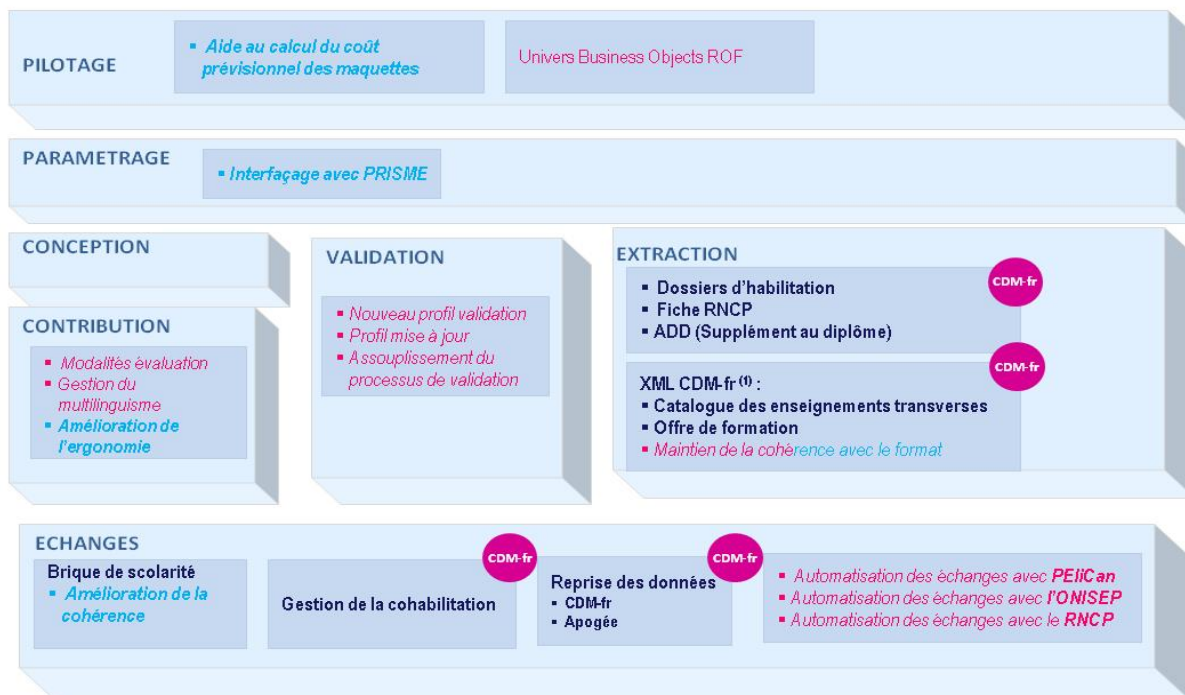 PILOTAGE
▪ Aide au calcul du coût
prévisionnel des maquettes
Univers Business Objects ROF
PARAMETRAGE
▪ Interfaçage avec PRISME
CONCEPTION
CONTRIBUTION
▪ Modalités évaluation
▪ Gestion du
multilinguisme
▪ Amélioration de
l'ergonomie
VALIDATION
▪ Nouveau profil validation
▪ Profil mise à jour
▪ Assouplissement du
processus de validation
EXTRACTION
CDM-fr
▪ Dossiers d'habilitation
▪ Fiche RNCP
▪ ADD (Supplément au diplôme)
CDM-fr
XML CDM-fr (1) :
▪ Catalogue des enseignements transverses
▪ Offre de formation
▪ Maintien de la cohérence avec le format
ECHANGES
Brique de scolarité
▪ Amélioration de la
cohérence
CDM-fr
Gestion de la cohabilitation
CDM-fr
Reprise des données
▪ CDM-fr
▪ Apogée
▪ Automatisation des échanges avec PEliCan
▪ Automatisation des échanges avec l'ONISEP
▪ Automatisation des échanges avec le RNCP